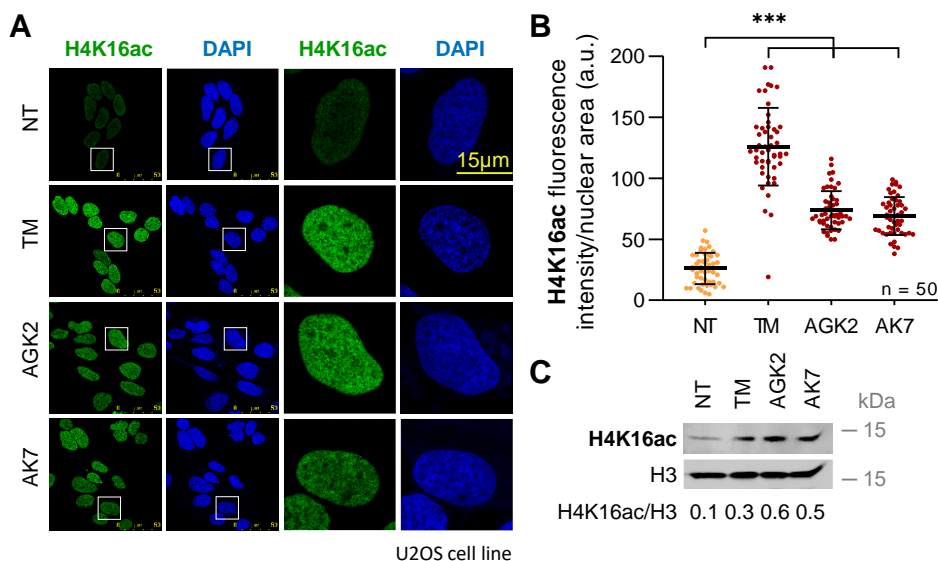 A
H4K16ac DAPI H4K16ac DAPI
NT
15µm
TM
AGK2
AK7
U2OS cell line
B
***
H4K16ac fluorescence
intensity/nuclear area (a.u.)
200
150
100
50
0
n = 50
NT TM AGK2 AK7
C
NT TM AGK2 AK7
kDa
H4K16ac
15
H3
15
H4K16ac/H3 0.1 0.3 0.6 0.5